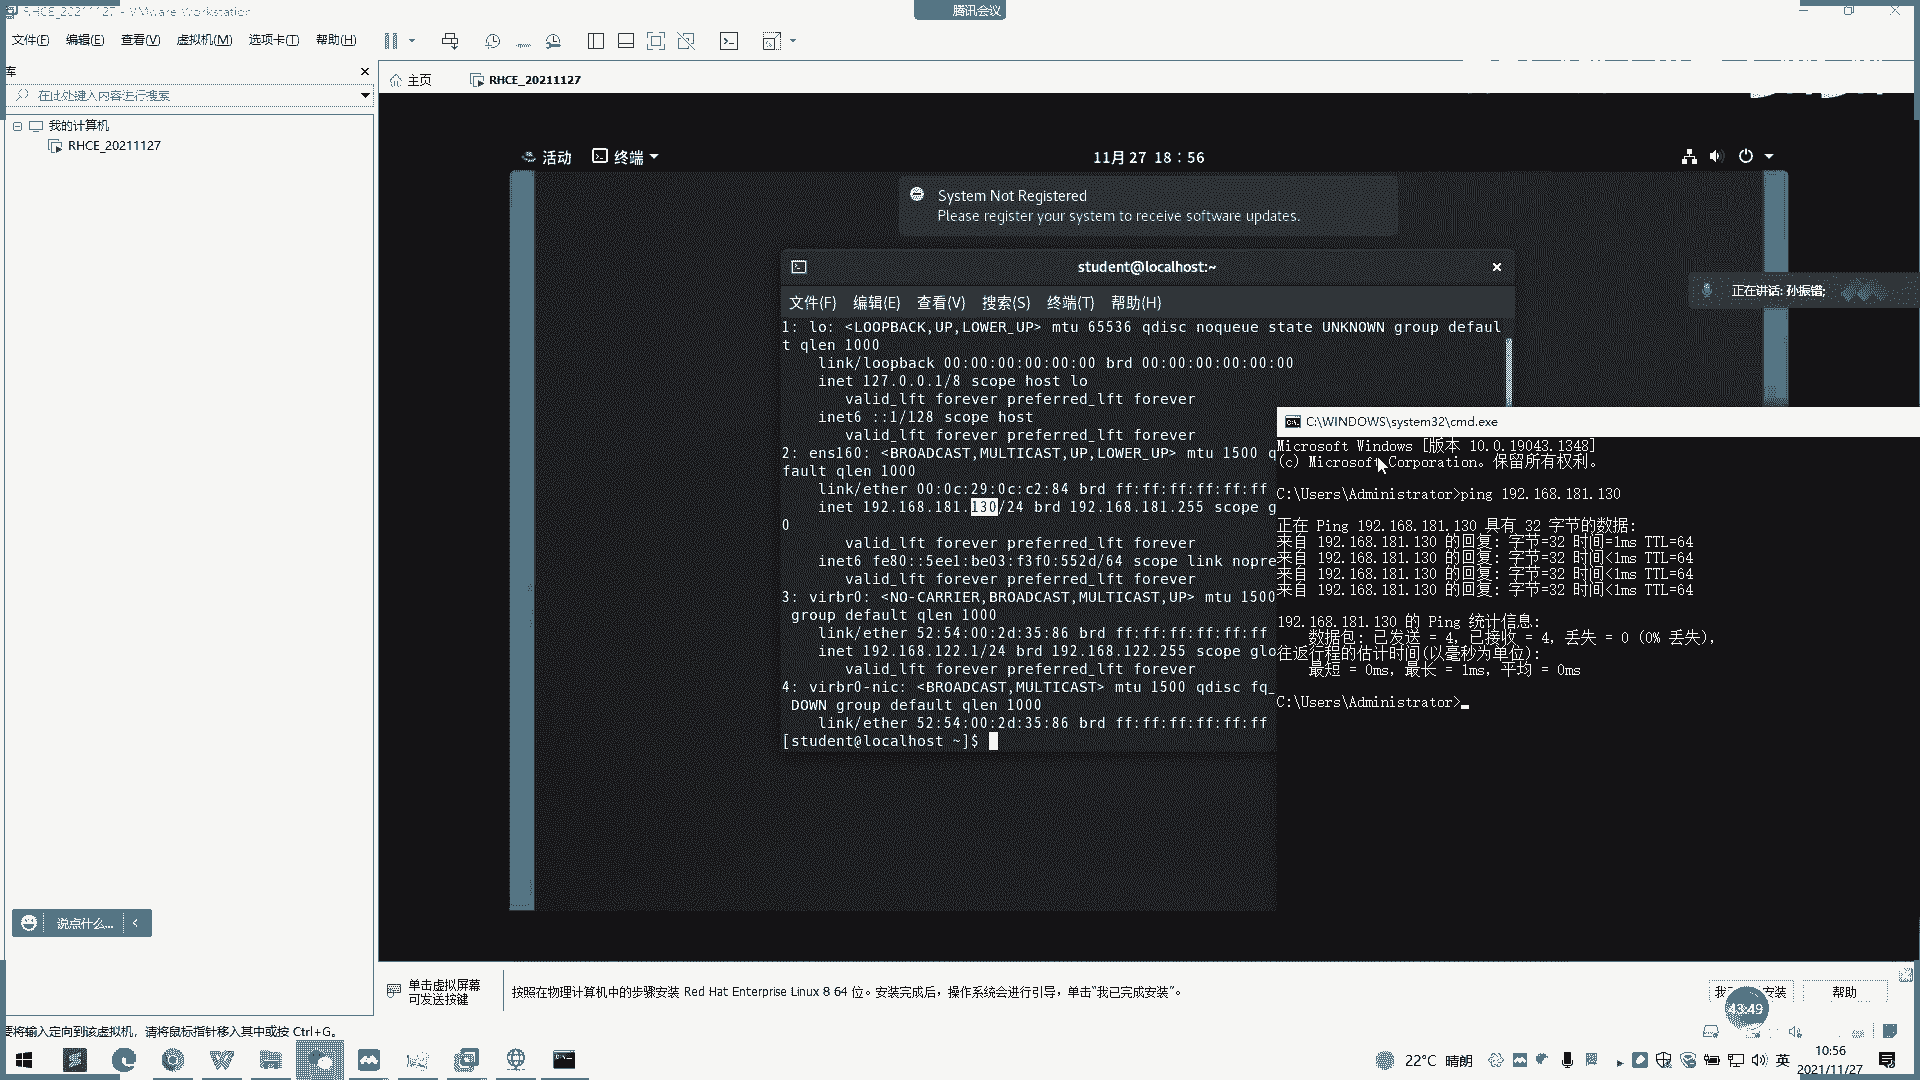 RHCE_20211127 - VMware Workstation
腾讯会议
文件(F) 编辑(E) 查看(V) 虚拟机(M) 选项卡(T) 帮助(H)
库
在此处键入内容进行搜索
我的计算机
RHCE_20211127
主页
RHCE_20211127
活动 终端
11月27 18：56
System Not Registered
Please register your system to receive software updates.
student@localhost:~
文件(F) 编辑(E) 查看(V) 搜索(S) 终端(T) 帮助(H)
1: lo: <LOOPBACK,UP,LOWER_UP> mtu 65536 qdisc noqueue state UNKNOWN group defaul
t qlen 1000
link/loopback 00:00:00:00:00:00 brd 00:00:00:00:00:00
inet 127.0.0.1/8 scope host lo
valid_lft forever preferred_lft forever
inet6 ::1/128 scope host
valid_lft forever preferred_lft forever
2: ens160: <BROADCAST,MULTICAST,UP,LOWER_UP> mtu 1500 q
fault qlen 1000
link/ether 00:0c:29:0c:c2:84 brd ff:ff:ff:ff:ff:ff
inet 192.168.181.130/24 brd 192.168.181.255 scope g
0
valid_lft forever preferred_lft forever
inet6 fe80::5ee1:be03:f3f0:552d/64 scope link nopre
valid_lft forever preferred_lft forever
3: virbr0: <NO-CARRIER,BROADCAST,MULTICAST,UP> mtu 1500
group default qlen 1000
link/ether 52:54:00:2d:35:86 brd ff:ff:ff:ff:ff:ff
inet 192.168.122.1/24 brd 192.168.122.255 scope glo
valid_lft forever preferred_lft forever
4: virbr0-nic: <BROADCAST,MULTICAST> mtu 1500 qdisc fq_
DOWN group default qlen 1000
link/ether 52:54:00:2d:35:86 brd ff:ff:ff:ff:ff:ff
[student@localhost ~]$
正在讲话: 孙振锴;
C:\WINDOWS\system32\cmd.exe
Microsoft Windows [版本 10.0.19043.1348]
(c) Microsoft Corporation。保留所有权利。
C:\Users\Administrator>ping 192.168.181.130
正在 Ping 192.168.181.130 具有 32 字节的数据:
来自 192.168.181.130 的回复: 字节=32 时间=1ms TTL=64
来自 192.168.181.130 的回复: 字节=32 时间<1ms TTL=64
来自 192.168.181.130 的回复: 字节=32 时间<1ms TTL=64
来自 192.168.181.130 的回复: 字节=32 时间<1ms TTL=64
192.168.181.130 的 Ping 统计信息:
数据包: 已发送 = 4, 已接收 = 4, 丢失 = 0 (0% 丢失),
往返行程的估计时间(以毫秒为单位):
最短 = 0ms, 最长 = 1ms, 平均 = 0ms
C:\Users\Administrator>
说点什么...
单击虚拟屏幕
可发送按键
按照在物理计算机中的步骤安装 Red Hat Enterprise Linux 8 64 位。安装完成后，操作系统会进行引导，单击“我已完成安装”。
安装 帮助
43:49
要将输入定向到该虚拟机，请将鼠标指针移入其中或按 Ctrl+G。
22°C 晴朗
英
10:56
2021/11/27